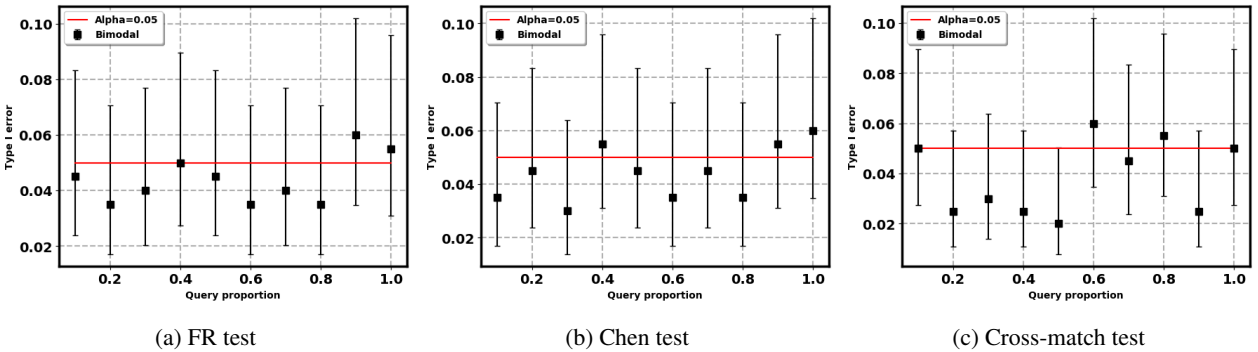 Type I error
0.10
0.08
0.06
0.04
0.02
Alpha=0.05
Bimodal
0.2 0.4 0.6 0.8 1.0
Query proportion
(a) FR test
Type I error
0.10
0.08
0.06
0.04
0.02
Alpha=0.05
Bimodal
0.2 0.4 0.6 0.8 1.0
Query proportion
(b) Chen test
Type I error
0.10
0.08
0.06
0.04
0.02
Alpha=0.05
Bimodal
0.2 0.4 0.6 0.8 1.0
Query proportion
(c) Cross-match test